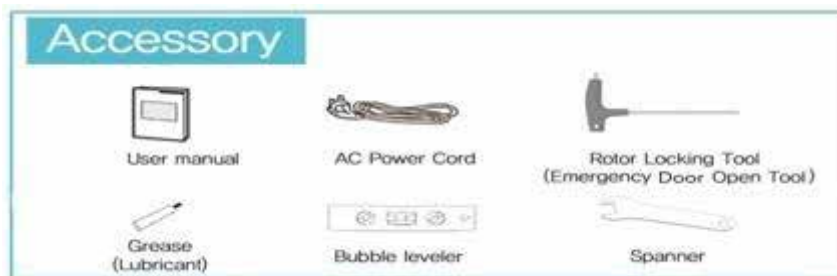 Accessory
User manual
AC Power Cord
Rotor Locking Tool
(Emergency Door Open Tool)
Grease
(Lubricant)
Bubble leveler
Spanner